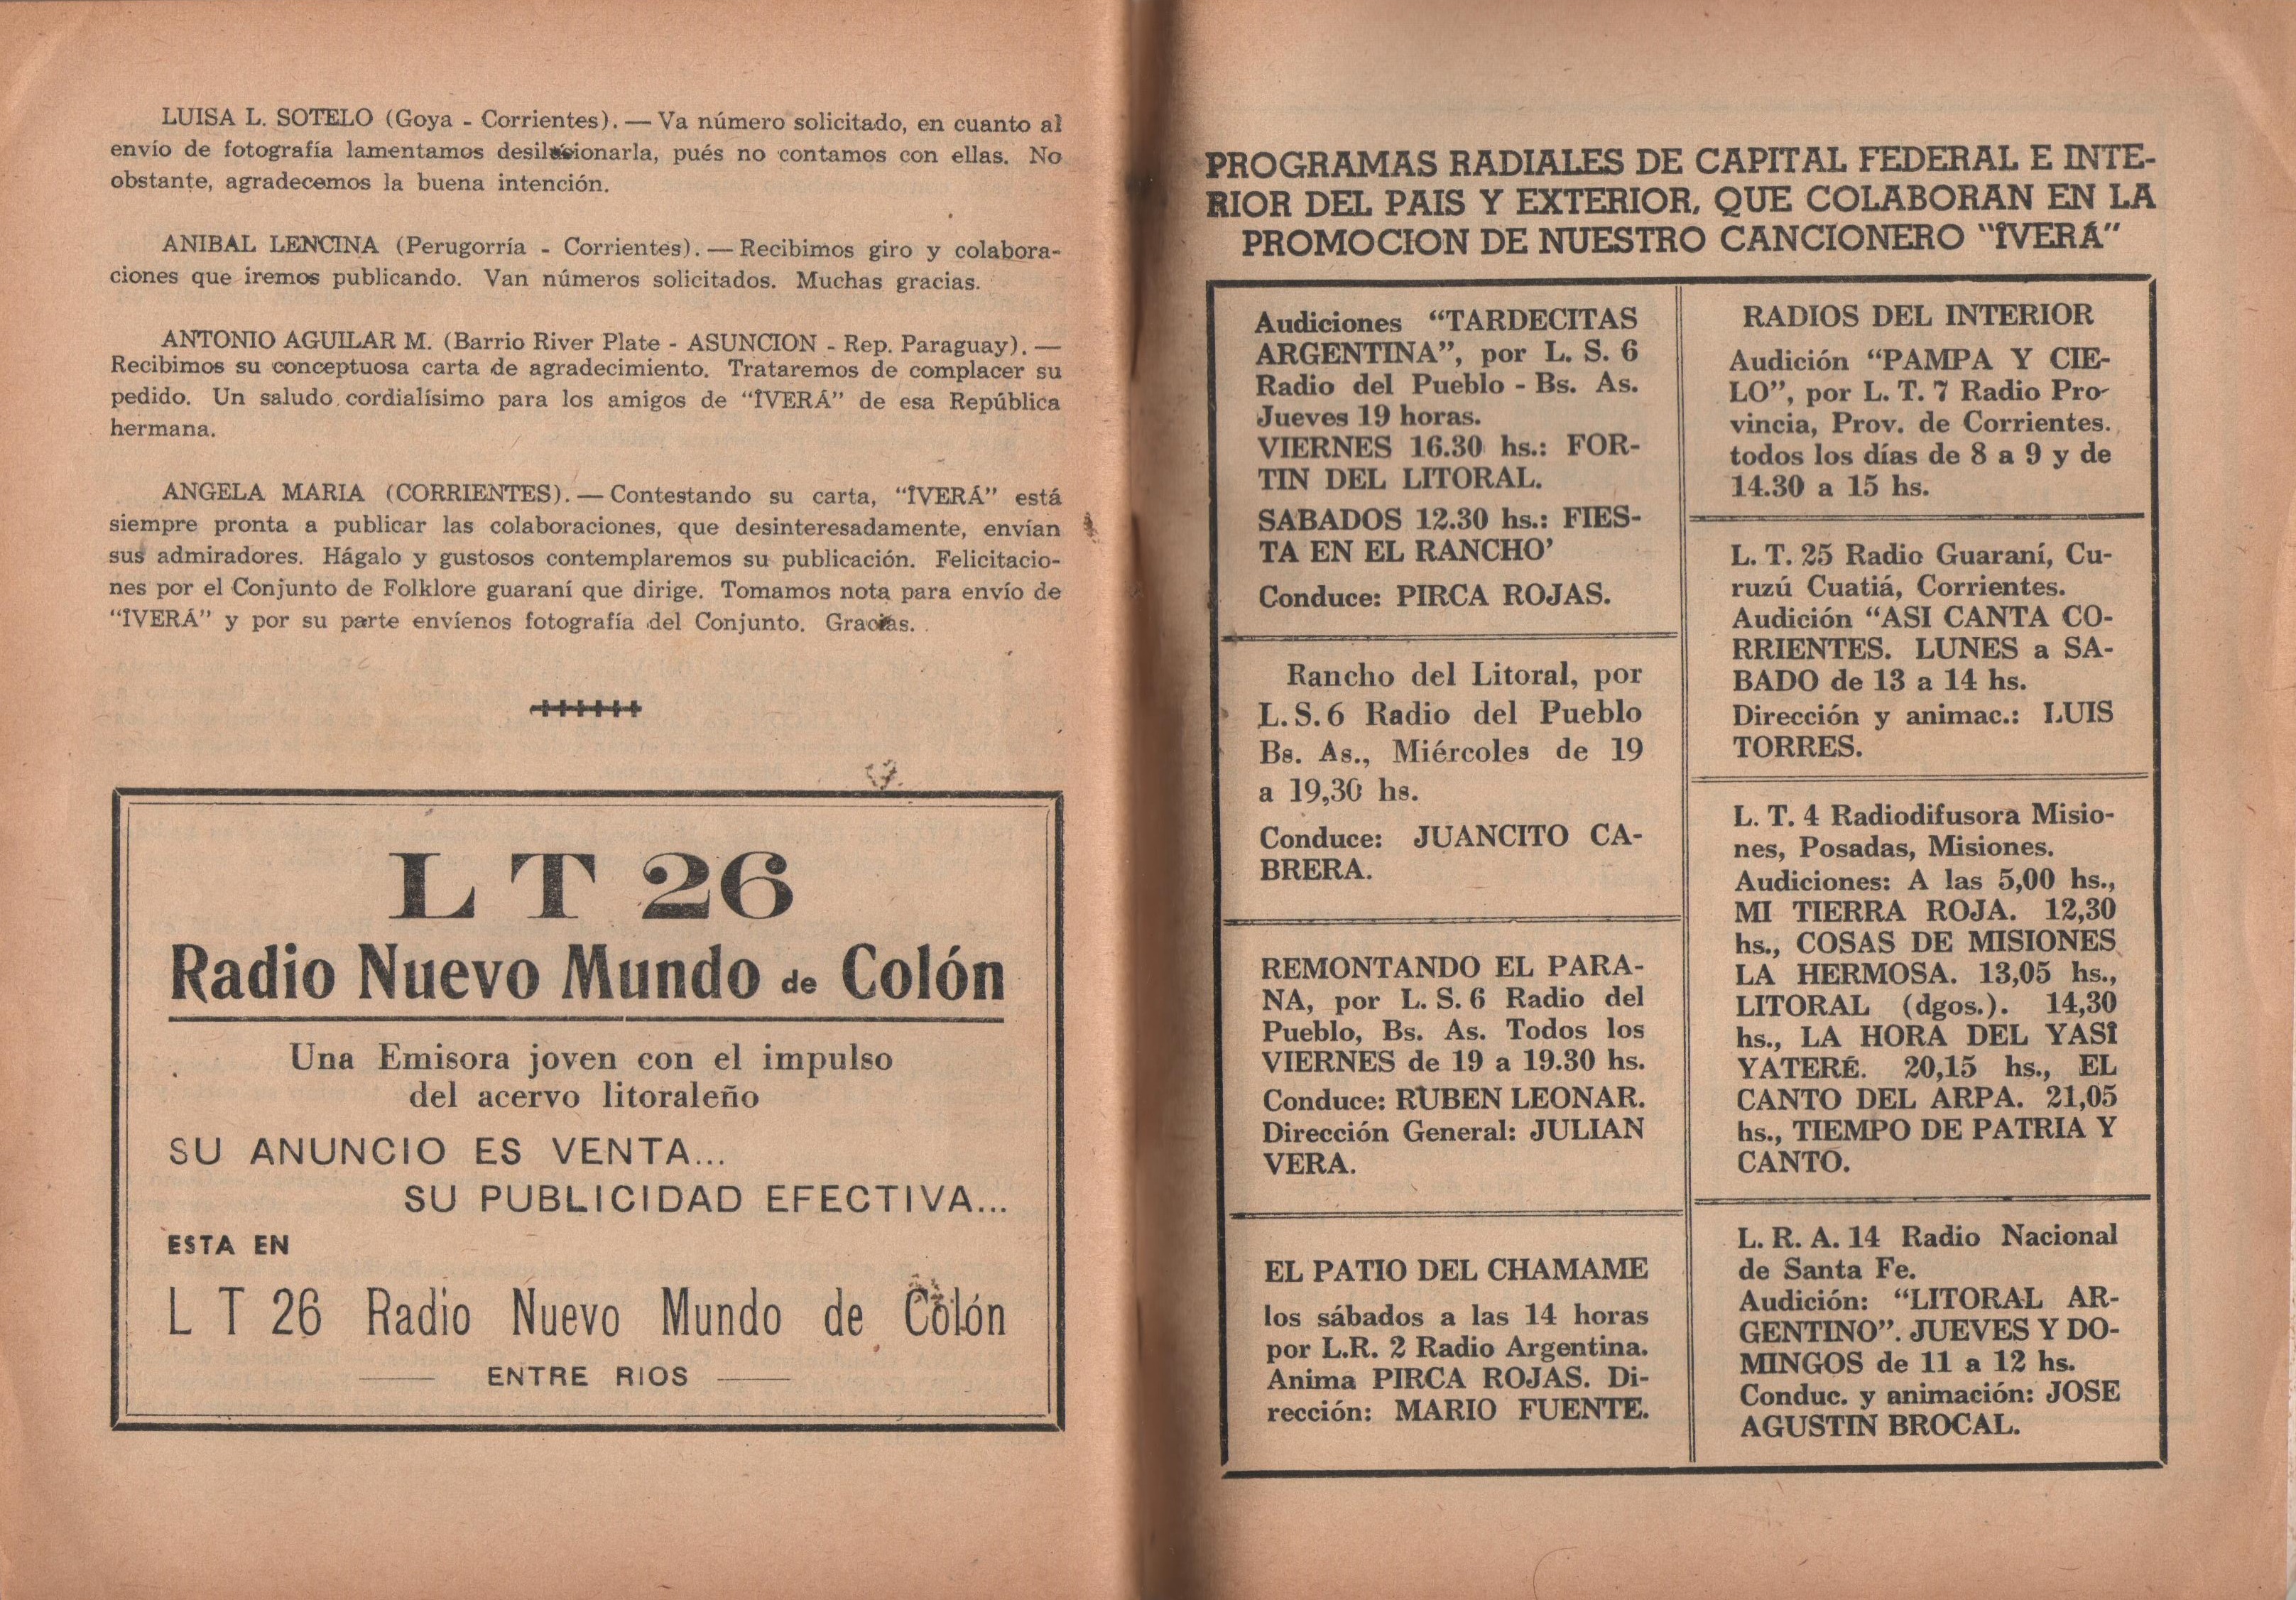 LUISA L. SOTELO (Goya - Corrientes). — Va número solicitado, en cuanto al
envío de fotografía lamentamos desilusionarla, pués no contamos con ellas. No
obstante, agradecemos la buena intención.
ANIBAL LENCINA (Perugorría - Corrientes). — Recibimos giro y colabora-
ciones que iremos publicando. Van números solicitados. Muchas gracias.
ANTONIO AGUILAR M. (Barrio River Plate - ASUNCION - Rep. Paraguay). —
Recibimos su conceptuosa carta de agradecimiento. Trataremos de complacer su
pedido. Un saludo cordialísimo para los amigos de “ÎVERÁ” de esa República
hermana.
ANGELA MARIA (CORRIENTES). — Contestando su carta, “ÎVERÁ” está
siempre pronta a publicar las colaboraciones, que desinteresadamente, envían
sus admiradores. Hágalo y gustosos contemplaremos su publicación. Felicitacio-
nes por el Conjunto de Folklore guaraní que dirige. Tomamos nota para envío de
“ÎVERÁ” y por su parte envíenos fotografía del Conjunto. Gracias.
L T 26
Radio Nuevo Mundo de Colón
Una Emisora joven con el impulso
del acervo litoraleño
SU ANUNCIO ES VENTA...
SU PUBLICIDAD EFECTIVA...
ESTA EN
L T 26 Radio Nuevo Mundo de Colón
ENTRE RIOS
PROGRAMAS RADIALES DE CAPITAL FEDERAL E INTE-
RIOR DEL PAIS Y EXTERIOR, QUE COLABORAN EN LA
PROMOCION DE NUESTRO CANCIONERO “ÎVERÁ”
Audiciones “TARDECITAS
ARGENTINA”, por L. S. 6
Radio del Pueblo - Bs. As.
Jueves 19 horas.
VIERNES 16.30 hs.: FOR-
TIN DEL LITORAL.
SABADOS 12.30 hs.: FIES-
TA EN EL RANCHO’
Conduce: PIRCA ROJAS.
Rancho del Litoral, por
L. S. 6 Radio del Pueblo
Bs. As., Miércoles de 19
a 19,30 hs.
Conduce: JUANCITO CA-
BRERA.
REMONTANDO EL PARA-
NA, por L. S. 6 Radio del
Pueblo, Bs. As. Todos los
VIERNES de 19 a 19.30 hs.
Conduce: RUBEN LEONAR.
Dirección General: JULIAN
VERA.
EL PATIO DEL CHAMAME
los sábados a las 14 horas
por L.R. 2 Radio Argentina.
Anima PIRCA ROJAS. Di-
rección: MARIO FUENTE.
RADIOS DEL INTERIOR
Audición “PAMPA Y CIE-
LO”, por L. T. 7 Radio Pro-
vincia, Prov. de Corrientes.
todos los días de 8 a 9 y de
14.30 a 15 hs.
L. T. 25 Radio Guaraní, Cu-
ruzú Cuatiá, Corrientes.
Audición “ASI CANTA CO-
RRIENTES. LUNES a SA-
BADO de 13 a 14 hs.
Dirección y animac.: LUIS
TORRES.
L. T. 4 Radiodifusora Misio-
nes, Posadas, Misiones.
Audiciones: A las 5,00 hs.,
MI TIERRA ROJA. 12,30
hs., COSAS DE MISIONES
LA HERMOSA. 13,05 hs.,
LITORAL (dgos.). 14,30
hs., LA HORA DEL YASÎ
YATERÉ. 20,15 hs., EL
CANTO DEL ARPA. 21,05
hs., TIEMPO DE PATRIA Y
CANTO.
L. R. A. 14 Radio Nacional
de Santa Fe.
Audición: “LITORAL AR-
GENTINO”. JUEVES Y DO-
MINGOS de 11 a 12 hs.
Conduc. y animación: JOSE
AGUSTIN BROCAL.